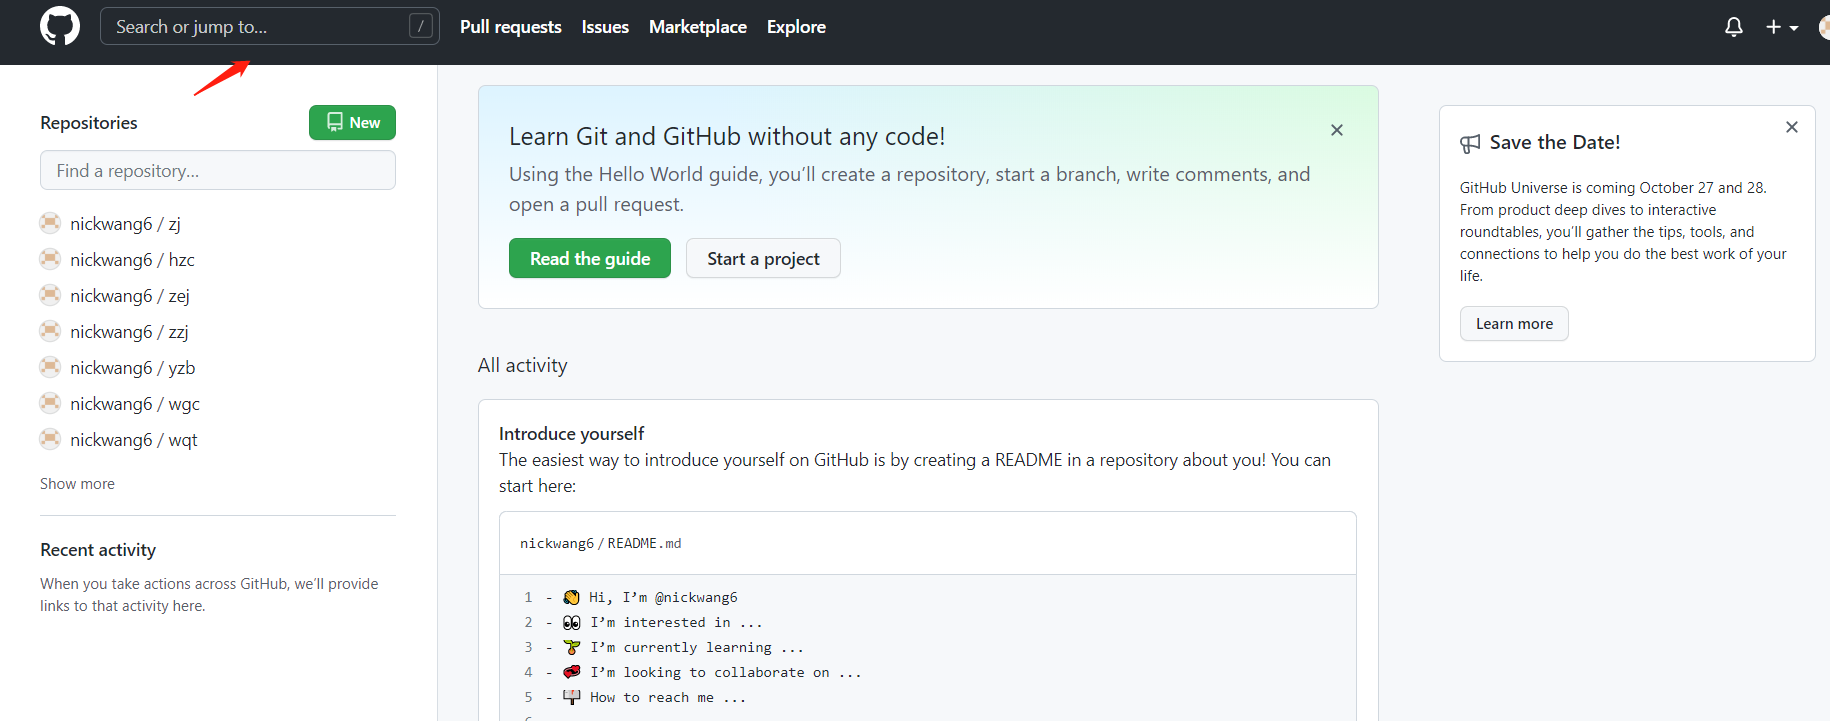 Search or jump to...
/
Pull requests
Issues
Marketplace
Explore
Repositories
New
Find a repository...
nickwang6 / zj
nickwang6 / hzc
nickwang6 / zej
nickwang6 / zzj
nickwang6 / yzb
nickwang6 / wgc
nickwang6 / wqt
Show more
Recent activity
When you take actions across GitHub, we’ll provide
links to that activity here.
Learn Git and GitHub without any code!
Using the Hello World guide, you’ll create a repository, start a branch, write comments, and
open a pull request.
Read the guide
Start a project
All activity
Introduce yourself
The easiest way to introduce yourself on GitHub is by creating a README in a repository about you! You can
start here:
nickwang6 / README.md
1 - 👋 Hi, I’m @nickwang6
2 - 👀 I’m interested in ...
3 - 🌱 I’m currently learning ...
4 - 💞️ I’m looking to collaborate on ...
5 - 📫 How to reach me ...
6
Save the Date!
GitHub Universe is coming October 27 and 28.
From product deep dives to interactive
roundtables, you’ll gather the tips, tools, and
connections to help you do the best work of your
life.
Learn more